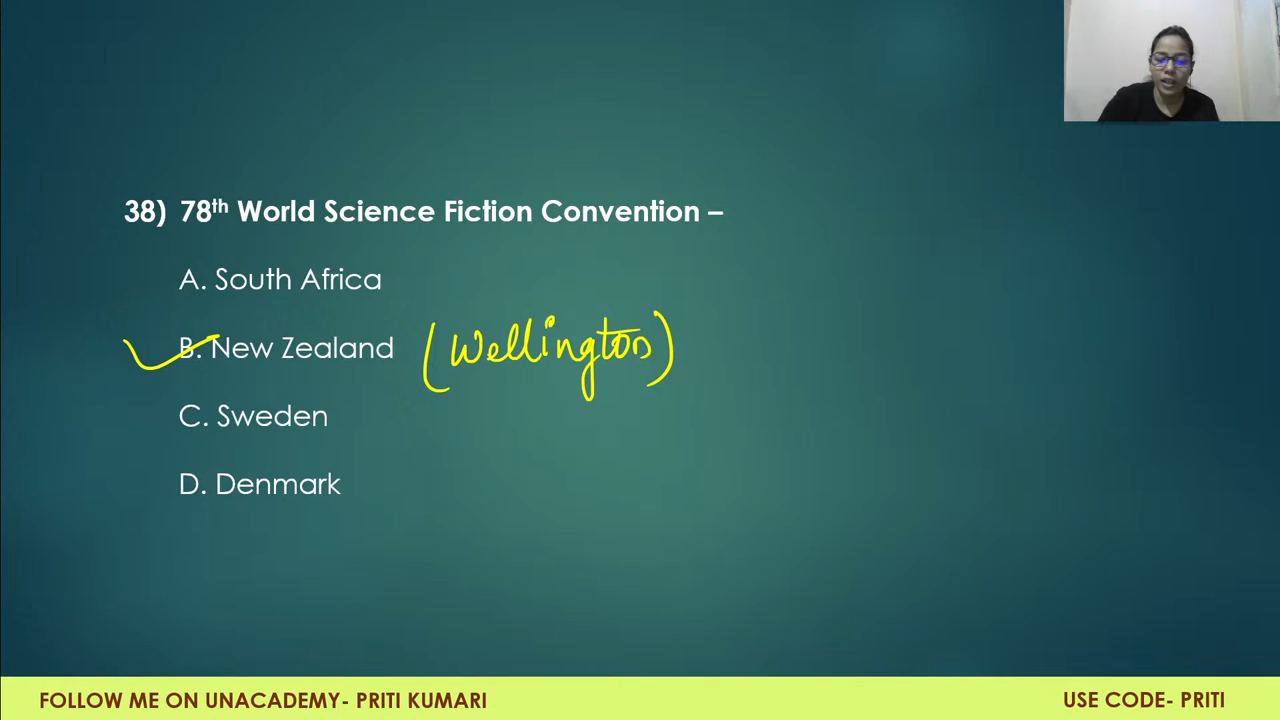 38) 78th World Science Fiction Convention –
A. South Africa
B. New Zealand (Wellington)
C. Sweden
D. Denmark
FOLLOW ME ON UNACADEMY- PRITI KUMARI USE CODE- PRITI